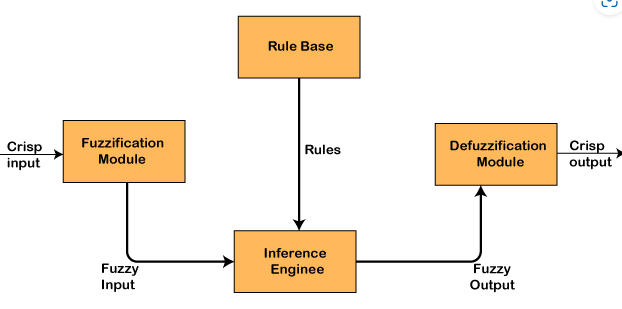 Rule Base
Crisp
input
Fuzzification
Module
Rules
Defuzzification
Module
Crisp
output
Inference
Enginee
Fuzzy
Input
Fuzzy
Output